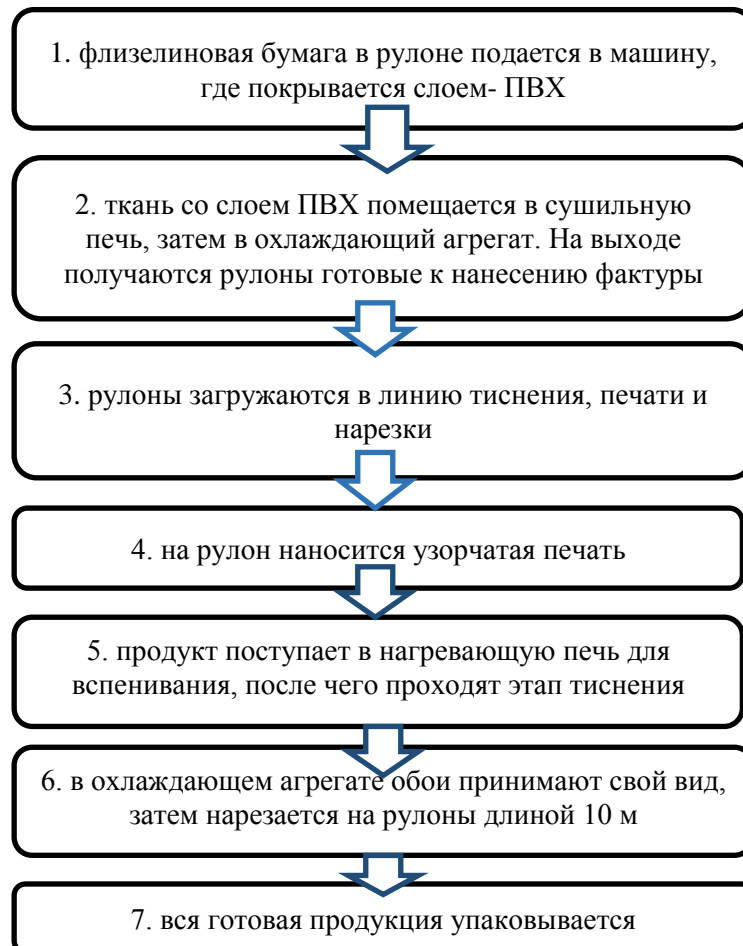 1. флизелиновая бумага в рулоне подается в машину,
где покрывается слоем- ПВХ
2. ткань со слоем ПВХ помещается в сушильную
печь, затем в охлаждающий агрегат. На выходе
получаются рулоны готовые к нанесению фактуры
3. рулоны загружаются в линию тиснения, печати и
нарезки
4. на рулон наносится узорчатая печать
5. продукт поступает в нагревающую печь для
вспенивания, после чего проходят этап тиснения
6. в охлаждающем агрегате обои принимают свой вид,
затем нарезается на рулоны длиной 10 м
7. вся готовая продукция упаковывается